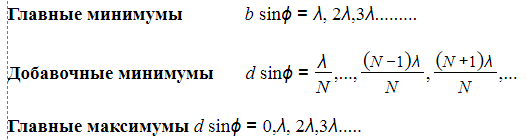 Главные минимумы b sinϕ = λ, 2λ,3λ.........
Добавочные минимумы d sinϕ = λ/N,...,(N−1)λ/N,(N+1)λ/N,...
Главные максимумы d sinϕ = 0,λ, 2λ,3λ.....